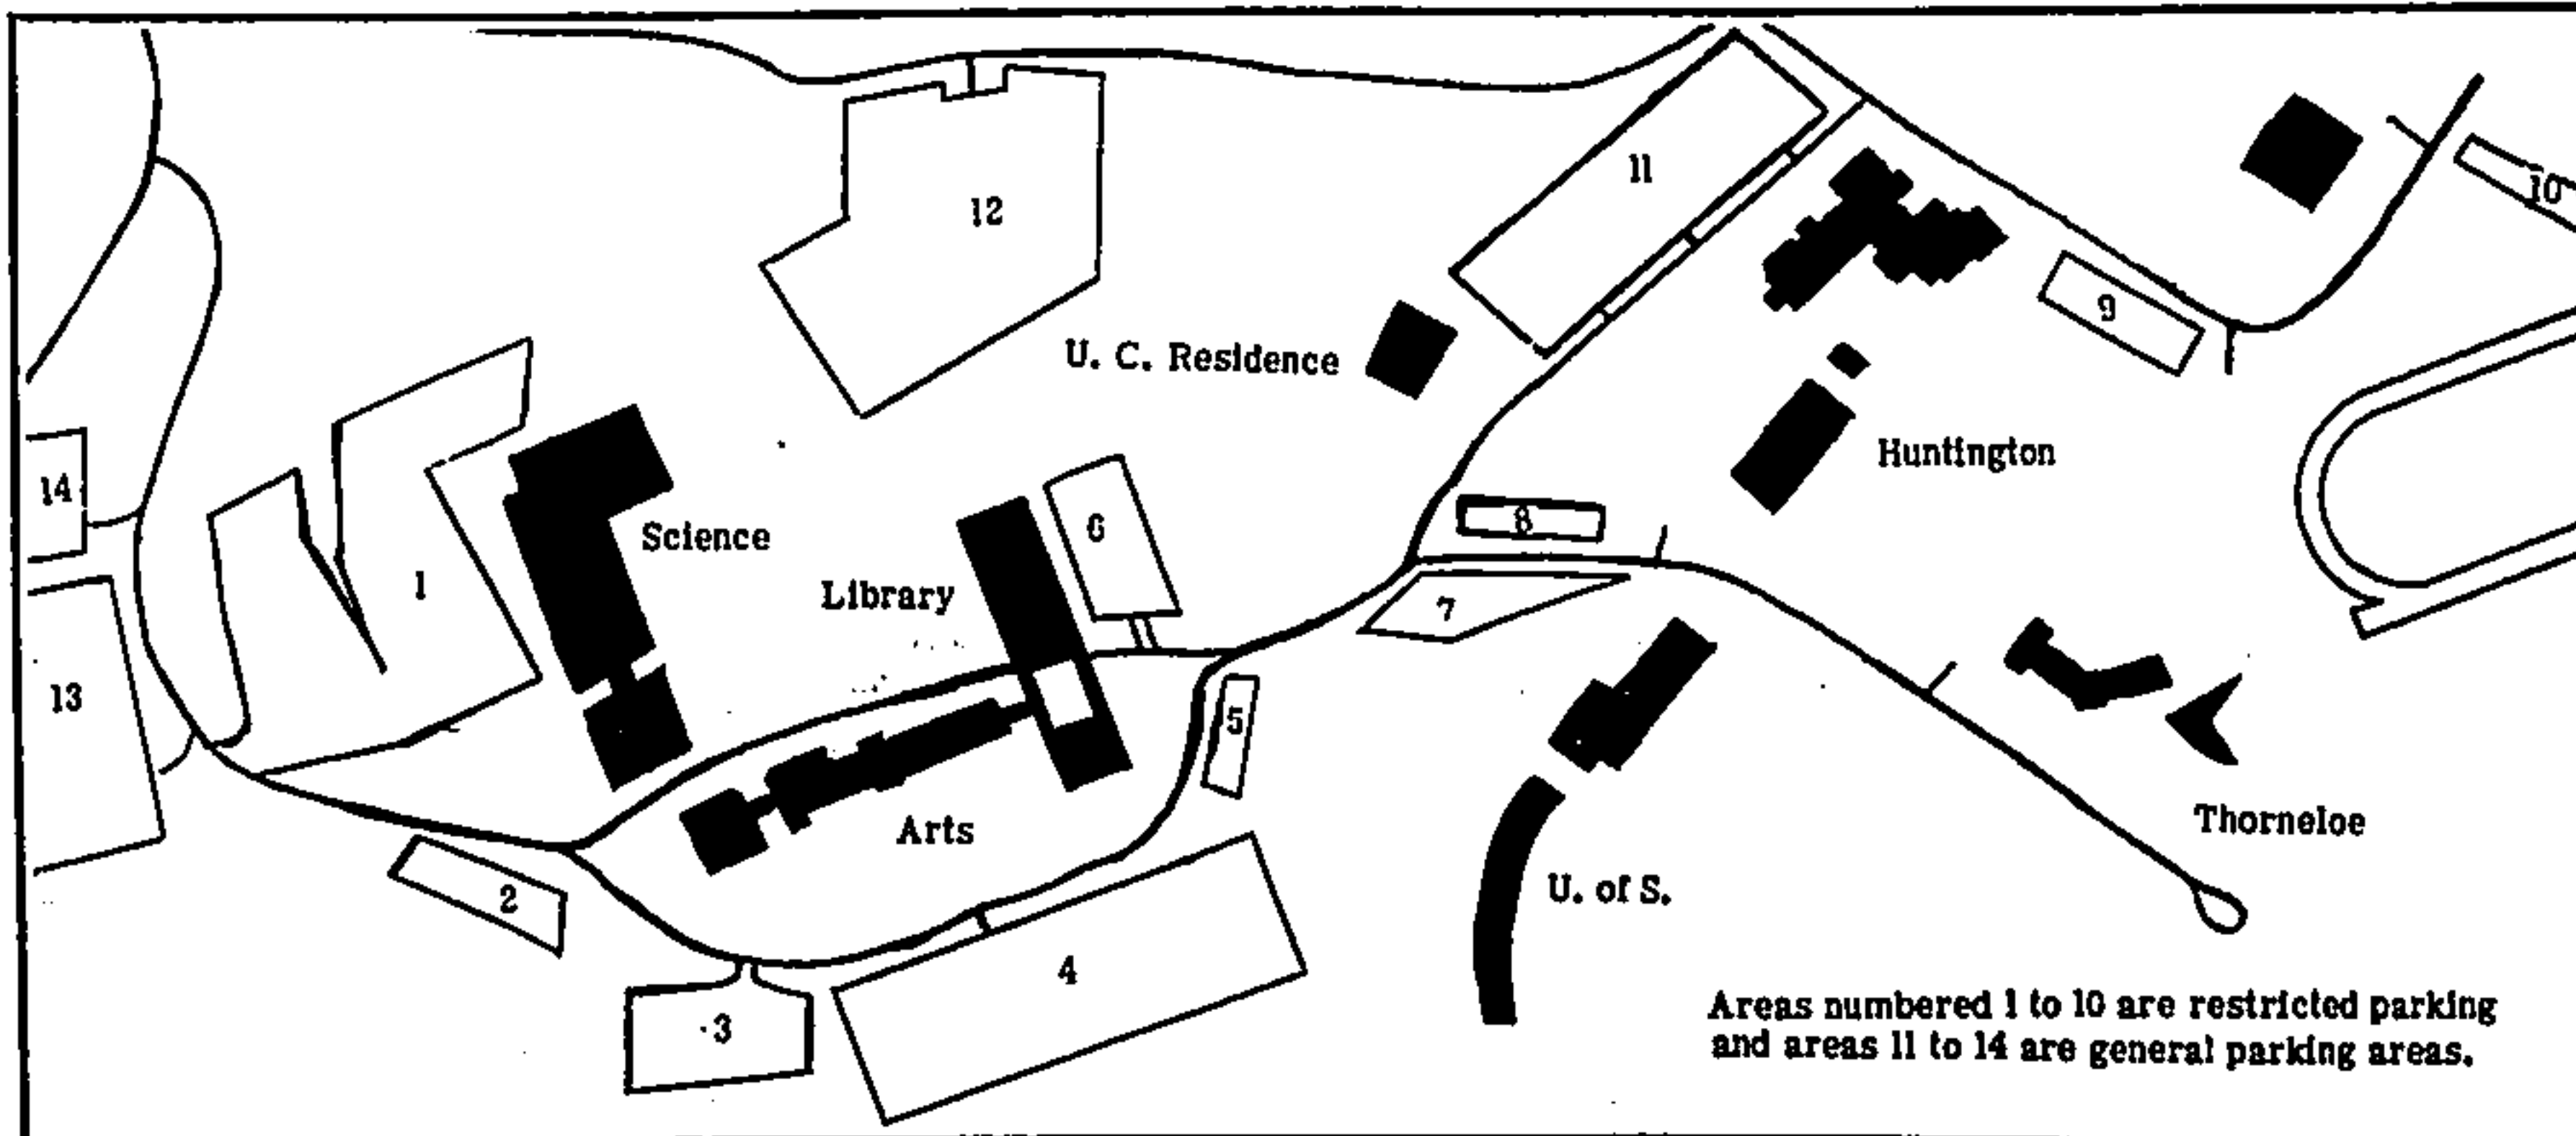 11
10
12
9
U. C. Residence
Huntington
14
8
6
Science
1
Library
7
13
5
Thorneloe
Arts
U. of S.
2
4
3
Areas numbered 1 to 10 are restricted parking
and areas 11 to 14 are general parking areas.